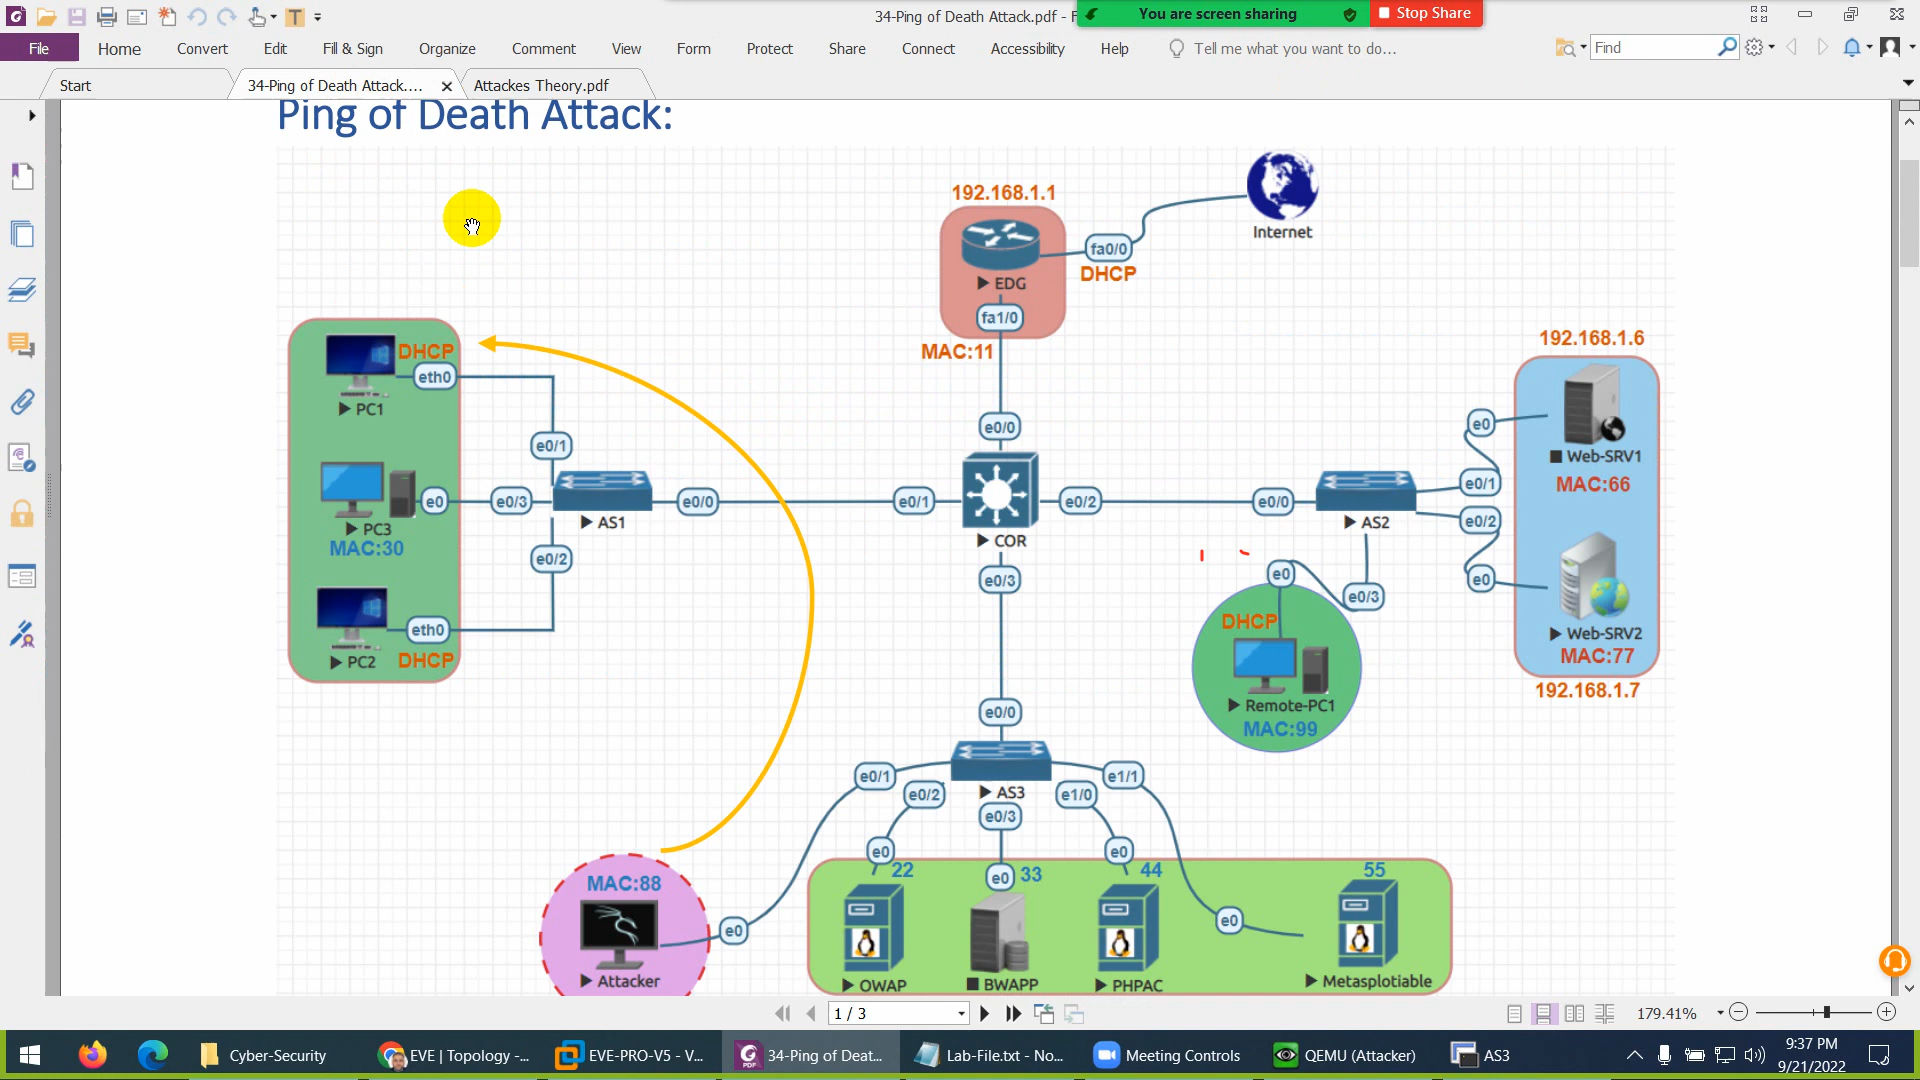 34-Ping of Death Attack.pdf - F
You are screen sharing
Stop Share
File
Home
Convert
Edit
Fill & Sign
Organize
Comment
View
Form
Protect
Share
Connect
Accessibility
Help
Tell me what you want to do...
Find
Start
34-Ping of Death Attack....
Attackes Theory.pdf
Ping of Death Attack:
192.168.1.1
Internet
fa0/0
DHCP
EDG
fa1/0
MAC:11
192.168.1.6
DHCP
eth0
PC1
e0/1
e0/0
e0
Web-SRV1
e0/1
MAC:66
e0
PC3
MAC:30
e0/3
AS1
e0/0
e0/1
COR
e0/2
e0/0
AS2
e0/2
e0/2
e0/3
e0
e0/3
e0
eth0
PC2
DHCP
DHCP
Remote-PC1
MAC:99
Web-SRV2
MAC:77
192.168.1.7
e0/0
e0/1
e0/2
AS3
e0/3
e1/0
e1/1
MAC:88
e0
Attacker
e0
22
e0
33
e0
44
55
e0
OWAP
BWAPP
PHPAC
Metasplotiable
1 / 3
179.41%
Cyber-Security
EVE | Topology -...
EVE-PRO-V5 - V...
34-Ping of Deat...
Lab-File.txt - No...
Meeting Controls
QEMU (Attacker)
AS3
9:37 PM
9/21/2022